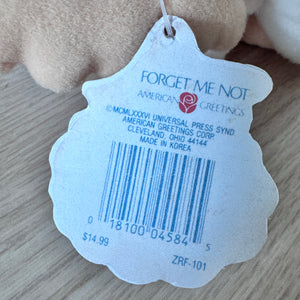 FORGET ME NOT
AMERICAN GREETINGS
©MCMLXXXVI UNIVERSAL PRESS SYND.
AMERICAN GREETINGS CORP.
CLEVELAND, OHIO 44144
MADE IN KOREA
0 18100 04584 5
$14.99
ZRF-101